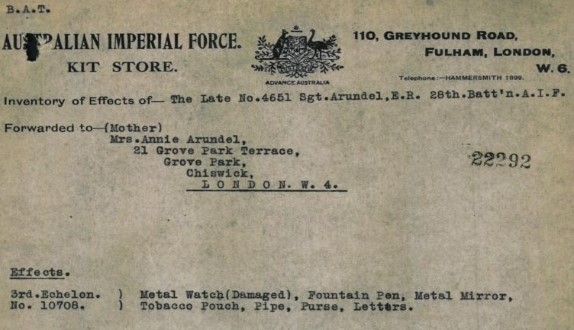 B.A.T.
AUSTRALIAN IMPERIAL FORCE.
KIT STORE.
ADVANCE AUSTRALIA
110, GREYHOUND ROAD,
FULHAM, LONDON,
W. 6.
Telephone:—HAMMERSMITH 1800.
Inventory of Effects of— The Late No.4651 Sgt.Arundel,E.R. 28th.Batt'n.A.I.F.
Forwarded to—(Mother)
Mrs.Annie Arundel,
21 Grove Park Terrace,
Grove Park,
Chiswick,
LONDON. W. 4.
22292
Effects.
3rd.Echelon. ) Metal Watch(Damaged), Fountain Pen, Metal Mirror,
No. 10708. ) Tobacco Pouch, Pipe, Purse, Letters.